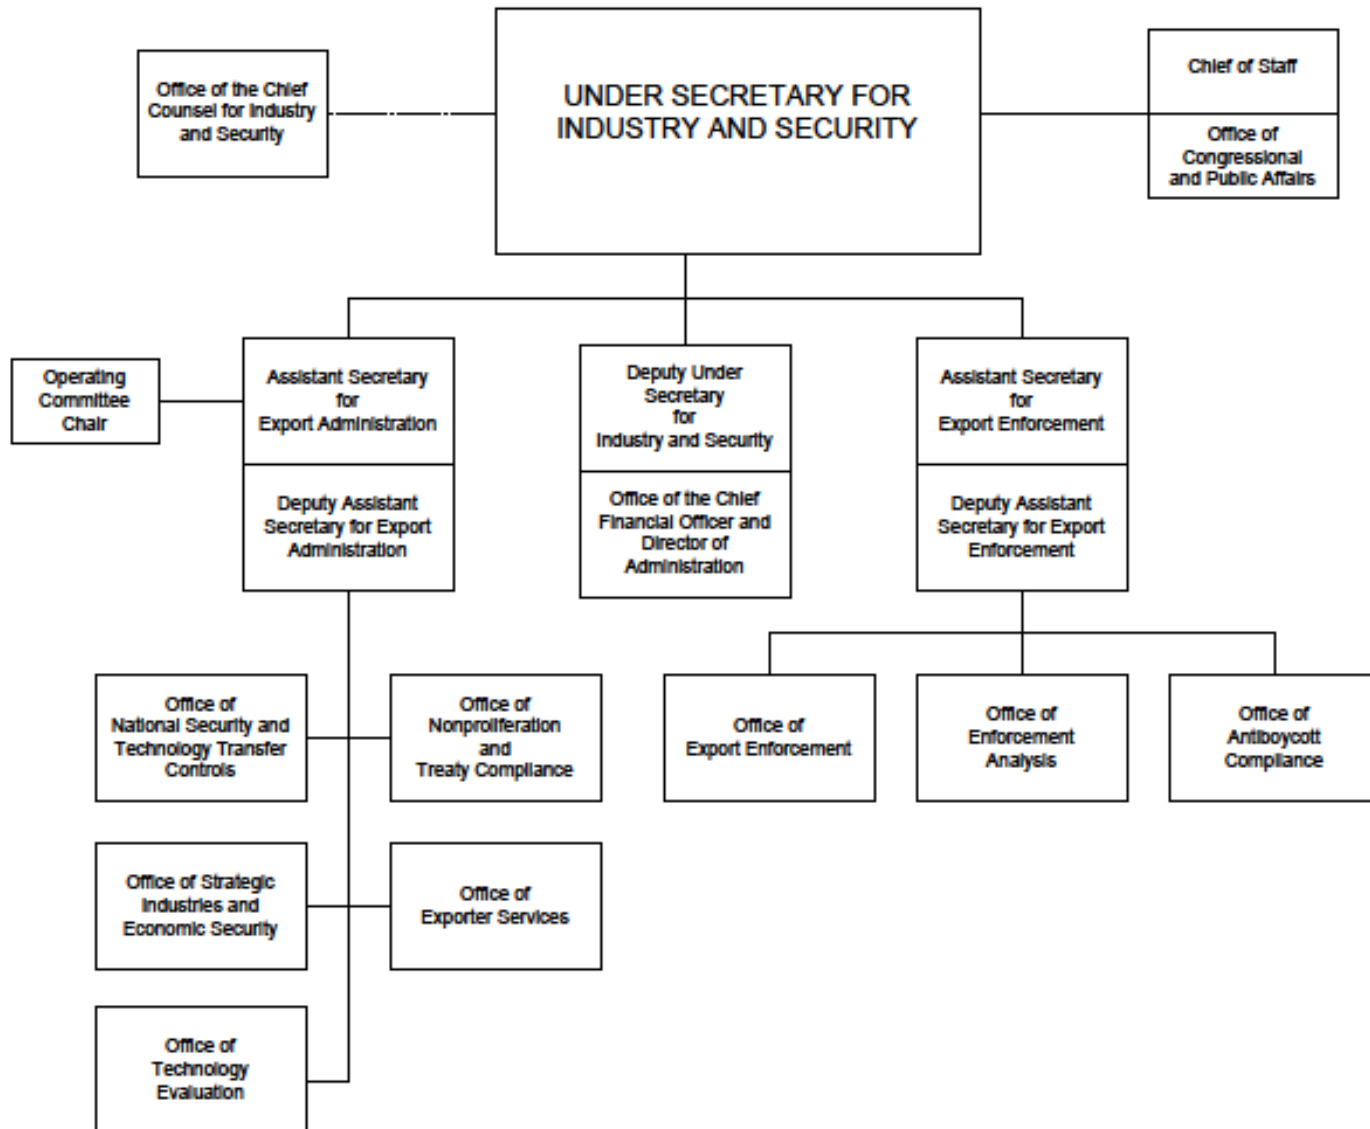 Office of the Chief
Counsel for Industry
and Security
UNDER SECRETARY FOR
INDUSTRY AND SECURITY
Chief of Staff
Office of
Congressional
and Public Affairs
Operating
Committee
Chair
Assistant Secretary
for
Export Administration
Deputy Assistant
Secretary for Export
Administration
Deputy Under
Secretary
for
Industry and Security
Office of the Chief
Financial Officer and
Director of
Administration
Assistant Secretary
for
Export Enforcement
Deputy Assistant
Secretary for Export
Enforcement
Office of
National Security and
Technology Transfer
Controls
Office of
Nonproliferation
and
Treaty Compliance
Office of
Export Enforcement
Office of
Enforcement
Analysis
Office of
Antiboycott
Compliance
Office of Strategic
Industries and
Economic Security
Office of
Exporter Services
Office of
Technology
Evaluation